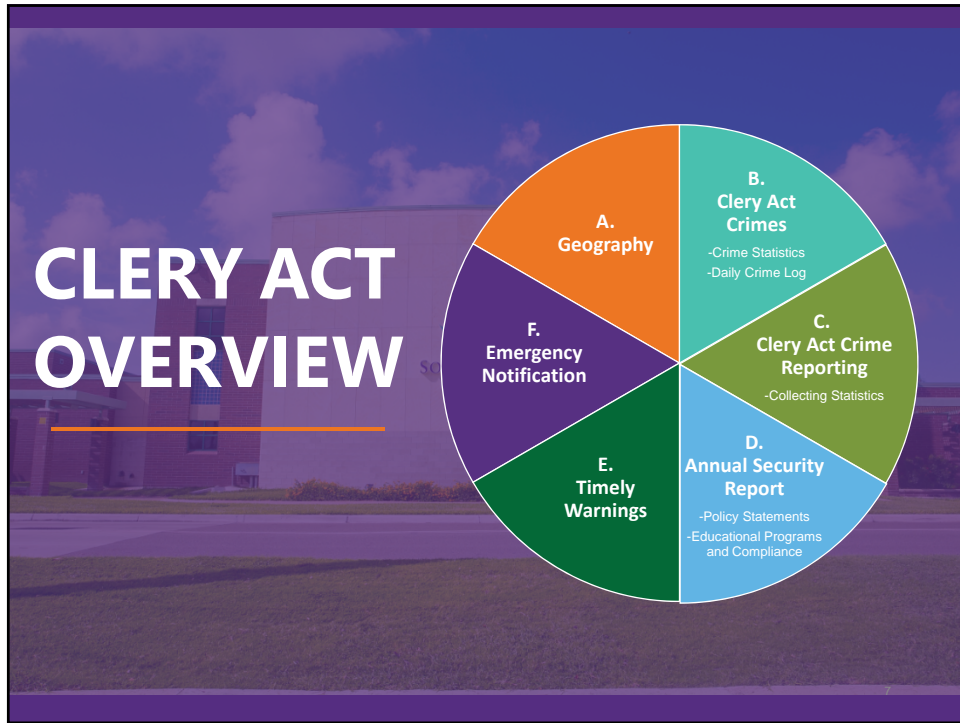 CLERY ACT
OVERVIEW
A.
Geography
B.
Clery Act
Crimes
-Crime Statistics
-Daily Crime Log
C.
Clery Act Crime
Reporting
-Collecting Statistics
D.
Annual Security
Report
-Policy Statements
-Educational Programs
and Compliance
E.
Timely
Warnings
F.
Emergency
Notification
SO
7